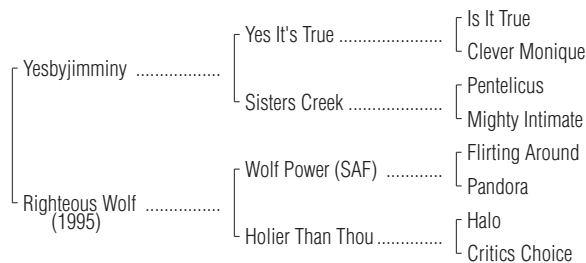 Is It True
Yes It's True ......................
Clever Monique
Yesbyjimminy ..................
Pentelicus
Sisters Creek ....................
Mighty Intimate
Flirting Around
Wolf Power (SAF) ............
Pandora
Righteous Wolf ................
(1995)
Halo
Holier Than Thou ..............
Critics Choice